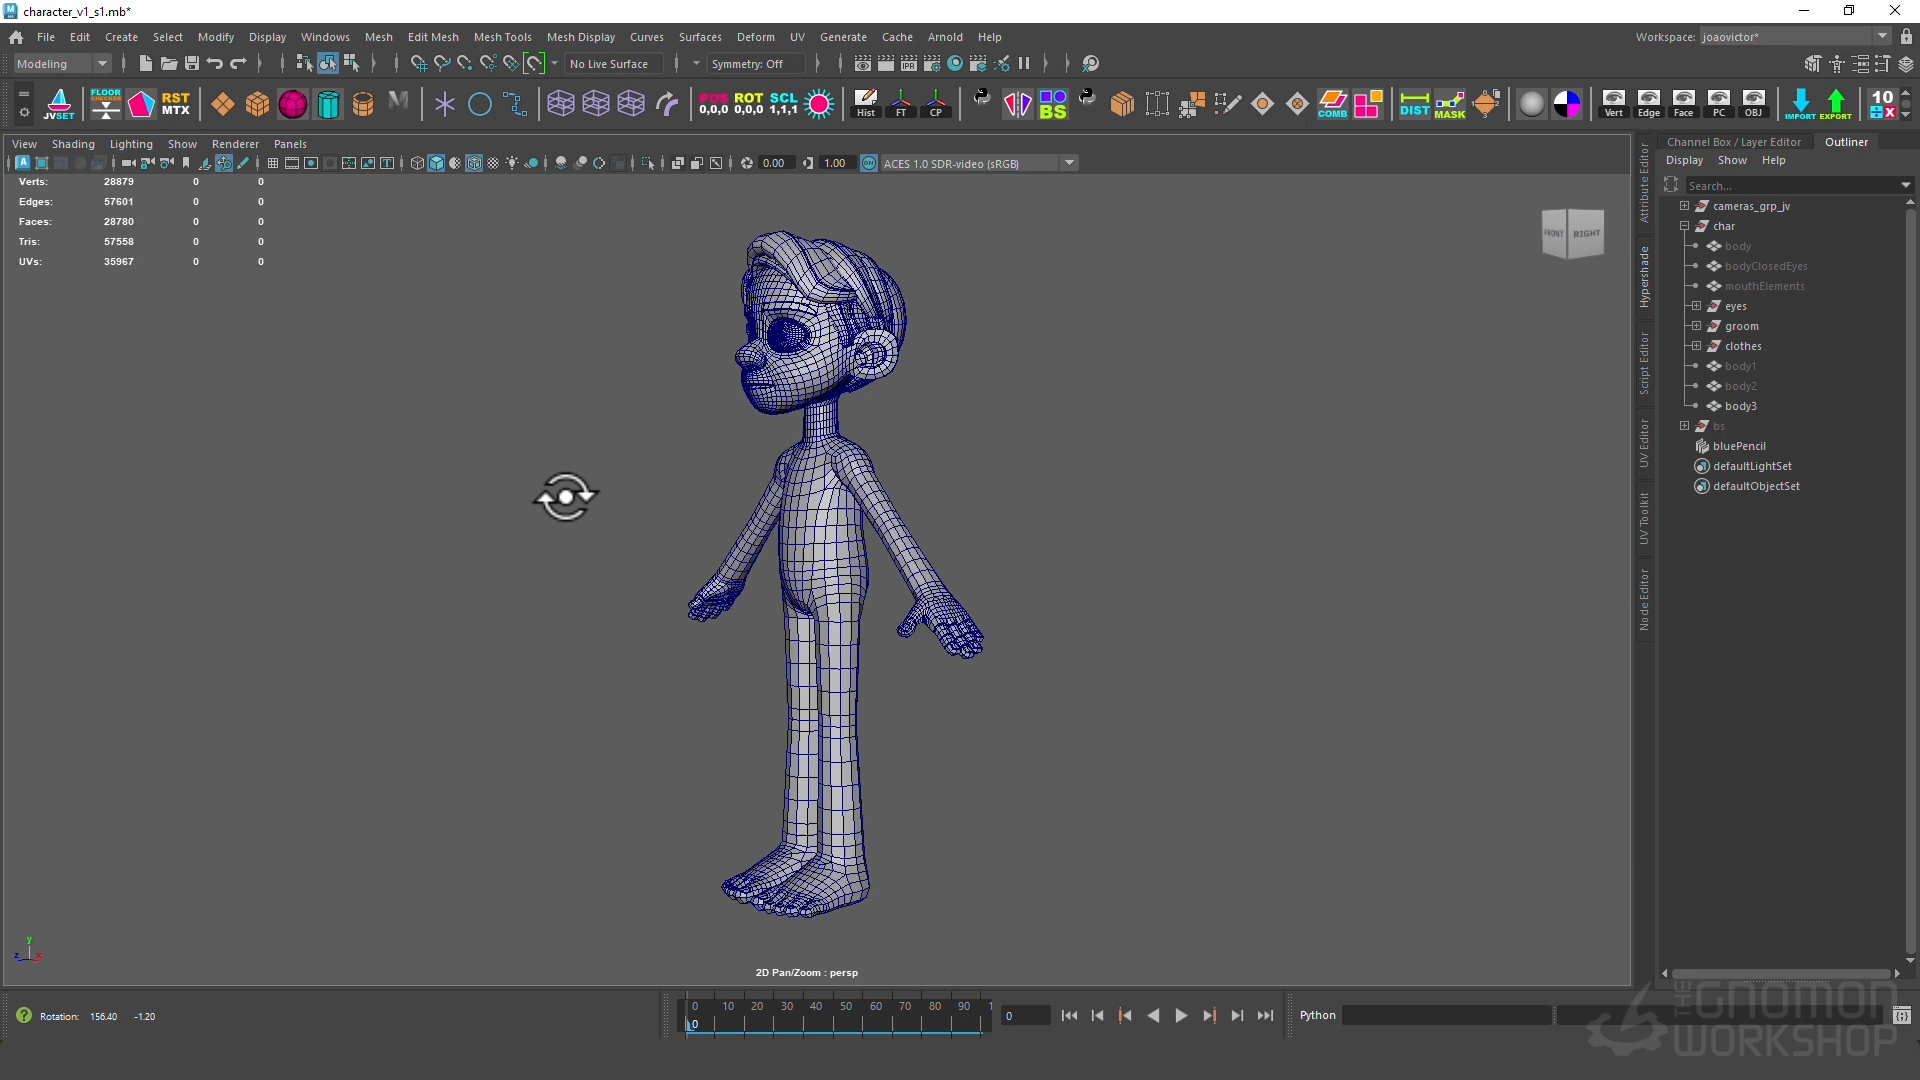 character_v1_s1.mb*
File Edit Create Select Modify Display Windows Mesh Edit Mesh Mesh Tools Mesh Display Curves Surfaces Deform UV Generate Cache Arnold Help
Workspace: joaovictor*
Modeling
No Live Surface
Symmetry: Off
IPR
JVSET
FLOOR
CHECKER
RST
MTX
POS
0,0,0
ROT
0,0,0
SCL
1,1,1
Hist
FT
CP
BS
COMB
DIST
MASK
Vert
Edge
Face
PC
OBJ
IMPORT
EXPORT
10
X
View Shading Lighting Show Renderer Panels
0.00
1.00
ON
ACES 1.0 SDR-video (sRGB)
Verts: 28879 0 0
Edges: 57601 0 0
Faces: 28780 0 0
Tris: 57558 0 0
UVs: 35967 0 0
FRONT
RIGHT
y
z
x
2D Pan/Zoom : persp
Attribute Editor
Hypershade
Script Editor
UV Editor
UV Toolkit
Node Editor
Channel Box / Layer Editor
Outliner
Display Show Help
Search...
cameras_grp_jv
char
body
bodyClosedEyes
mouthElements
eyes
groom
clothes
body1
body2
body3
bs
bluePencil
defaultLightSet
defaultObjectSet
Rotation: 156.40 -1.20
0 10 20 30 40 50 60 70 80 90 1
0
0
Python
THE
GNOMON
WORKSHOP